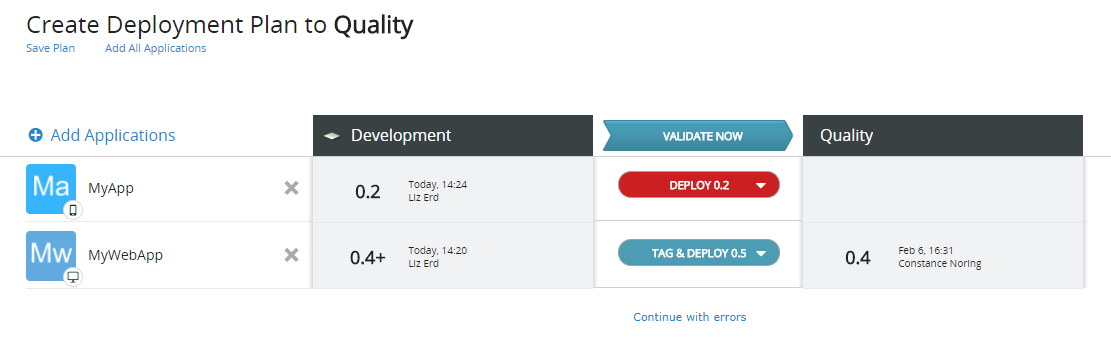 Create Deployment Plan to Quality
Save Plan Add All Applications
Add Applications Development VALIDATE NOW Quality
Ma MyApp 0.2 Today, 14:24 DEPLOY 0.2
Liz Erd
Mw MyWebApp 0.4+ Today, 14:20 TAG & DEPLOY 0.5 0.4 Feb 6, 16:31
Liz Erd Constance Noring
Continue with errors